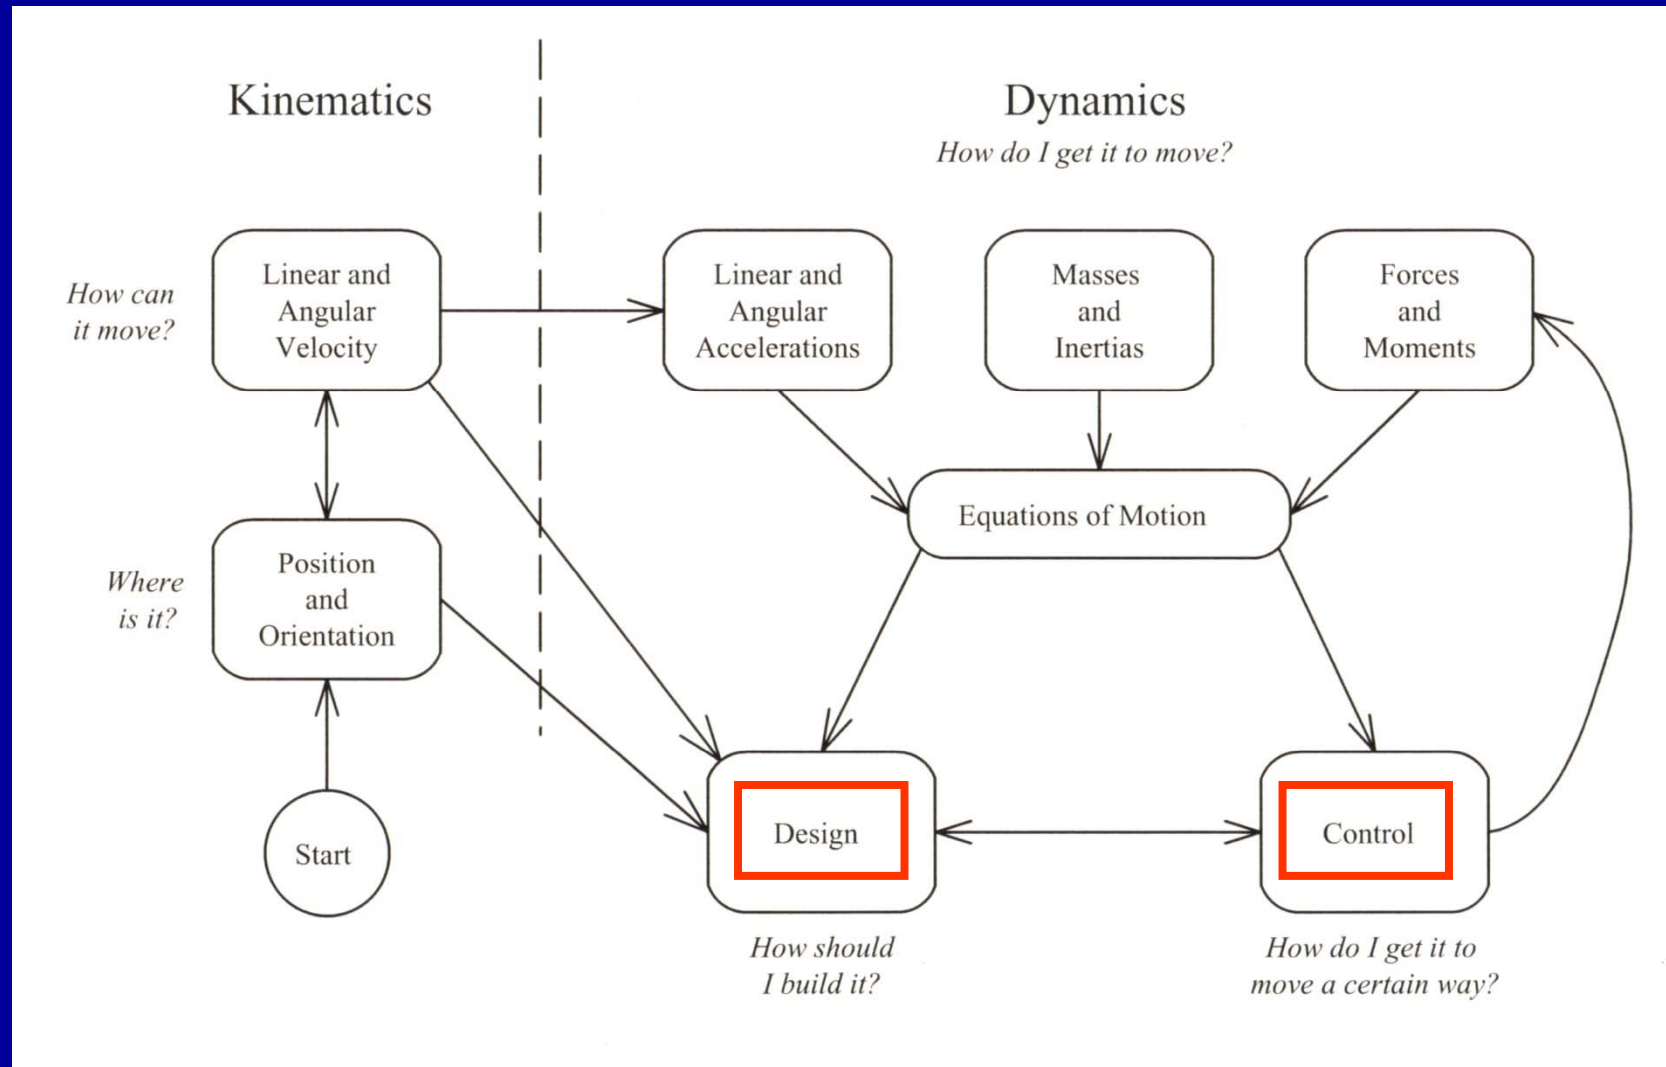 Kinematics
Dynamics
How do I get it to move?
How can
it move?
Linear and
Angular
Velocity
Linear and
Angular
Accelerations
Masses
and
Inertias
Forces
and
Moments
Equations of Motion
Where
is it?
Position
and
Orientation
Start
Design
Control
How should
I build it?
How do I get it to
move a certain way?